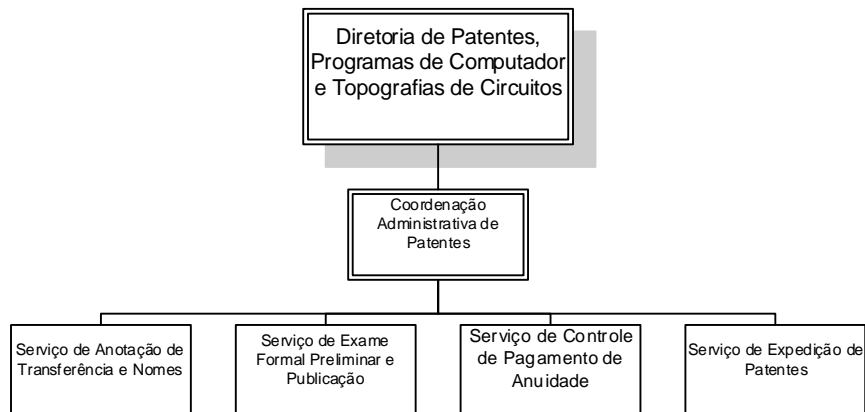 Diretoria de Patentes,
Programas de Computador
e Topografias de Circuitos
Coordenação
Administrativa de
Patentes
Serviço de Anotação de
Transferência e Nomes
Serviço de Exame
Formal Preliminar e
Publicação
Serviço de Controle
de Pagamento de
Anuidade
Serviço de Expedição de
Patentes